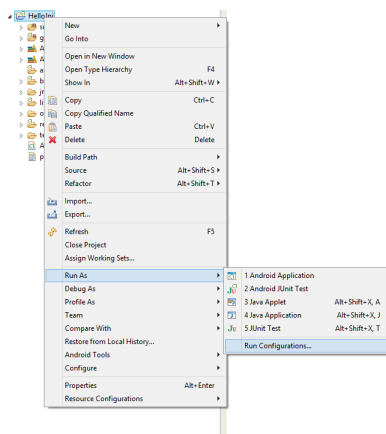 HelloJni
New
Go Into
Open in New Window
Open Type Hierarchy F4
Show In Alt+Shift+W
Copy Ctrl+C
Copy Qualified Name
Paste Ctrl+V
Delete Delete
Build Path
Source Alt+Shift+S
Refactor Alt+Shift+T
Import...
Export...
Refresh F5
Close Project
Assign Working Sets...
Run As
1 Android Application
Debug As
2 Android JUnit Test
Profile As
3 Java Applet Alt+Shift+X, A
Team
4 Java Application Alt+Shift+X, J
Compare With
5 JUnit Test Alt+Shift+X, T
Restore from Local History...
Run Configurations...
Android Tools
Configure
Properties Alt+Enter
Resource Configurations